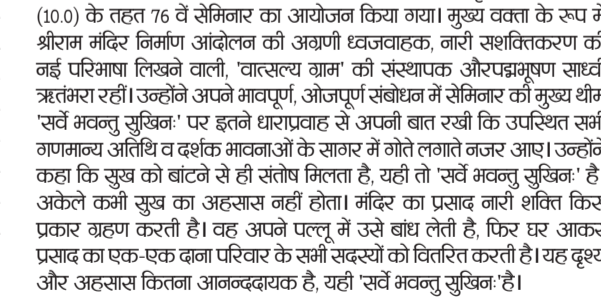 (10.0) के तहत 76 वें सेमिनार का आयोजन किया गया। मुख्य वक्ता के रूप में
श्रीराम मंदिर निर्माण आंदोलन की अग्रणी ध्वजवाहक, नारी सशक्तिकरण की
नई परिभाषा लिखने वाली, 'वात्सल्य ग्राम' की संस्थापक औरपद्मभूषण साध्वी
ऋतंभरा रहीं। उन्होंने अपने भावपूर्ण, ओजपूर्ण संबोधन में सेमिनार की मुख्य थीम
'सर्वे भवन्तु सुखिनः' पर इतने धाराप्रवाह से अपनी बात रखी कि उपस्थित सभी
गणमान्य अतिथि व दर्शक भावनाओं के सागर में गोते लगाते नजर आए। उन्होंने
कहा कि सुख को बांटने से ही संतोष मिलता है, यही तो 'सर्वे भवन्तु सुखिनः' है
अकेले कभी सुख का अहसास नहीं होता। मंदिर का प्रसाद नारी शक्ति किस
प्रकार ग्रहण करती है। वह अपने पल्लू में उसे बांध लेती है, फिर घर आकर
प्रसाद का एक-एक दाना परिवार के सभी सदस्यों को वितरित करती है। यह दृश्य
और अहसास कितना आनन्ददायक है, यही 'सर्वे भवन्तु सुखिनः'है।